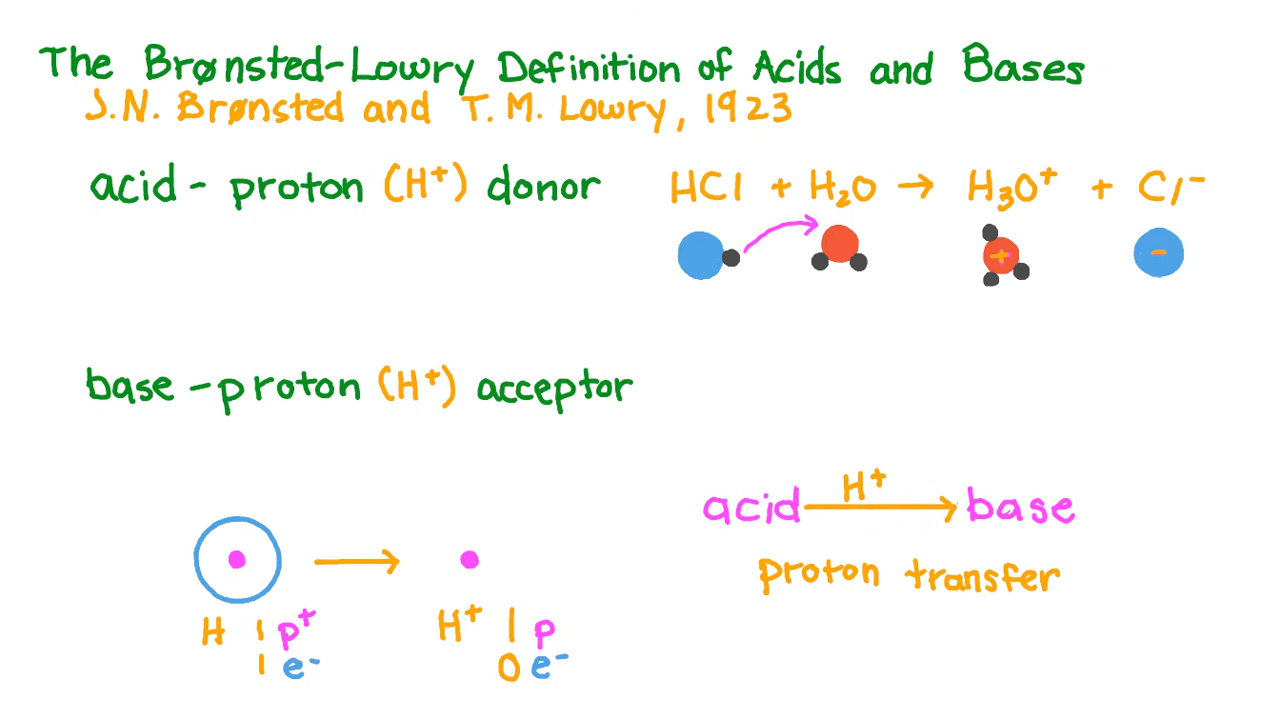 The Brønsted-Lowry Definition of Acids and Bases
J.N. Brønsted and T.M. Lowry, 1923
acid - proton (H⁺) donor
HCl + H₂O → H₃O⁺ + Cl⁻
+ −
base - proton (H⁺) acceptor
H⁺
acid → base
proton transfer
H 1 p⁺
1 e⁻
→
H⁺ 1 p
0 e⁻